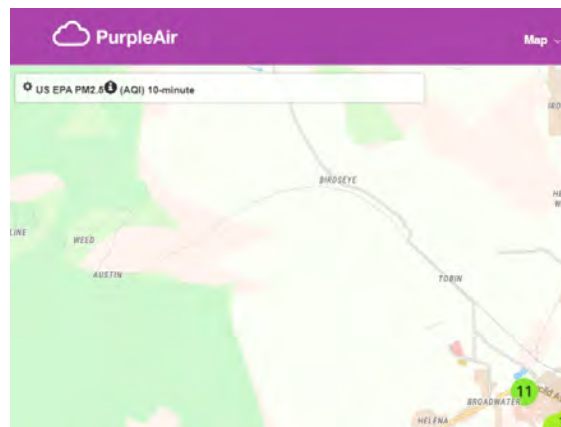 PurpleAir
Map
US EPA PM2.5 (AQI) 10-minute
BIRDSEYE
LINE
WEED
AUSTIN
TOBIN
11
BROADWATER
HELENA